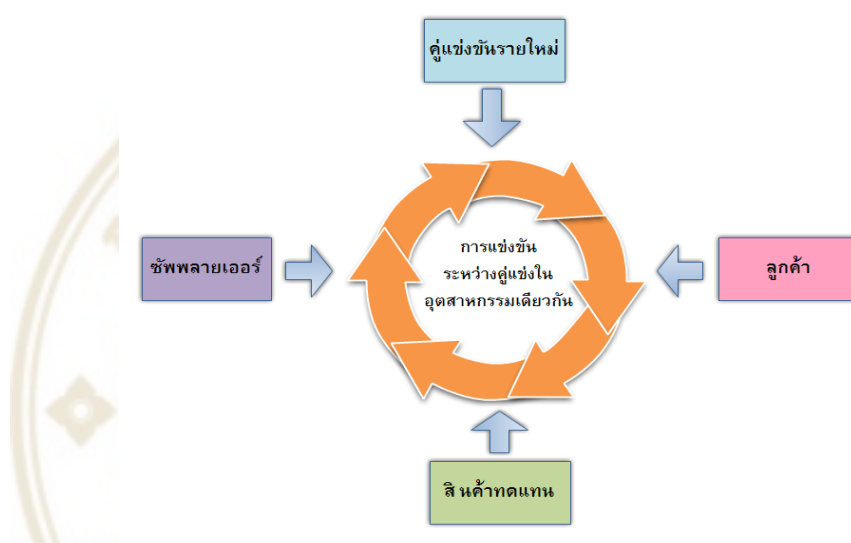 คู่แข่งขันรายใหม่
ซัพพลายเออร์
การแข่งขัน
ระหว่างคู่แข่งใน
อุตสาหกรรมเดียวกัน
ลูกค้า
สินค้าทดแทน